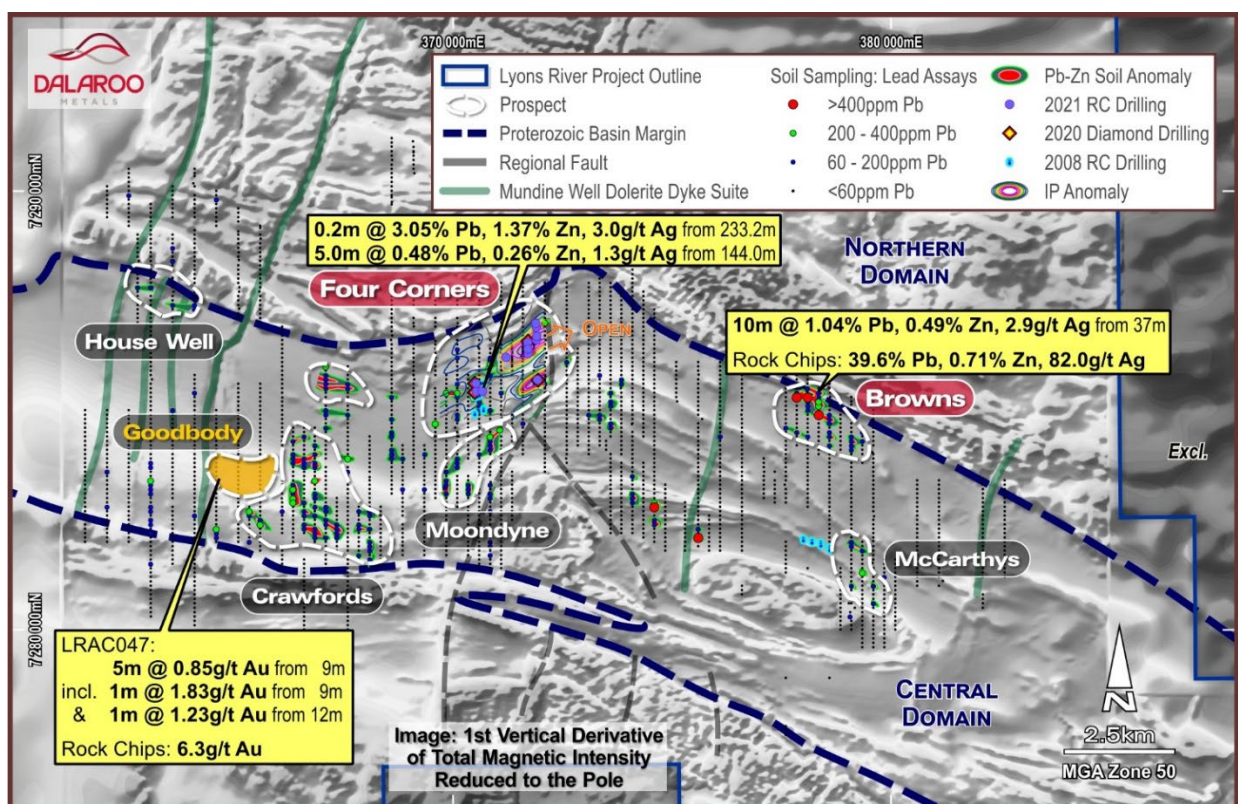 DALAROO
METALS
370 000mE
380 000mE
7 290 000mN
7 280 000mN
Lyons River Project Outline
Prospect
Proterozoic Basin Margin
Regional Fault
Mundine Well Dolerite Dyke Suite
Soil Sampling: Lead Assays
>400ppm Pb
200 - 400ppm Pb
60 - 200ppm Pb
<60ppm Pb
Pb-Zn Soil Anomaly
2021 RC Drilling
2020 Diamond Drilling
2008 RC Drilling
IP Anomaly
0.2m @ 3.05% Pb, 1.37% Zn, 3.0g/t Ag from 233.2m
5.0m @ 0.48% Pb, 0.26% Zn, 1.3g/t Ag from 144.0m
NORTHERN
DOMAIN
Four Corners
OPEN
House Well
10m @ 1.04% Pb, 0.49% Zn, 2.9g/t Ag from 37m
Rock Chips: 39.6% Pb, 0.71% Zn, 82.0g/t Ag
Browns
Goodbody
Excl.
Moondyne
McCarthys
Crawfords
LRAC047:
5m @ 0.85g/t Au from 9m
incl. 1m @ 1.83g/t Au from 9m
& 1m @ 1.23g/t Au from 12m
Rock Chips: 6.3g/t Au
CENTRAL
DOMAIN
Image: 1st Vertical Derivative
of Total Magnetic Intensity
Reduced to the Pole
N
2.5km
MGA Zone 50